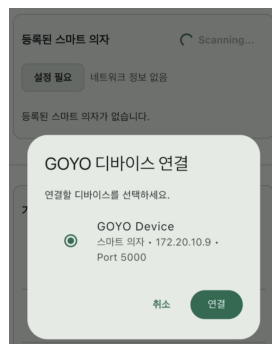 등록된 스마트 의자
Scanning...
설정 필요
네트워크 정보 없음
등록된 스마트 의자가 없습니다.
GOYO 디바이스 연결
연결할 디바이스를 선택하세요.
GOYO Device
스마트 의자 • 172.20.10.9 •
Port 5000
취소
연결